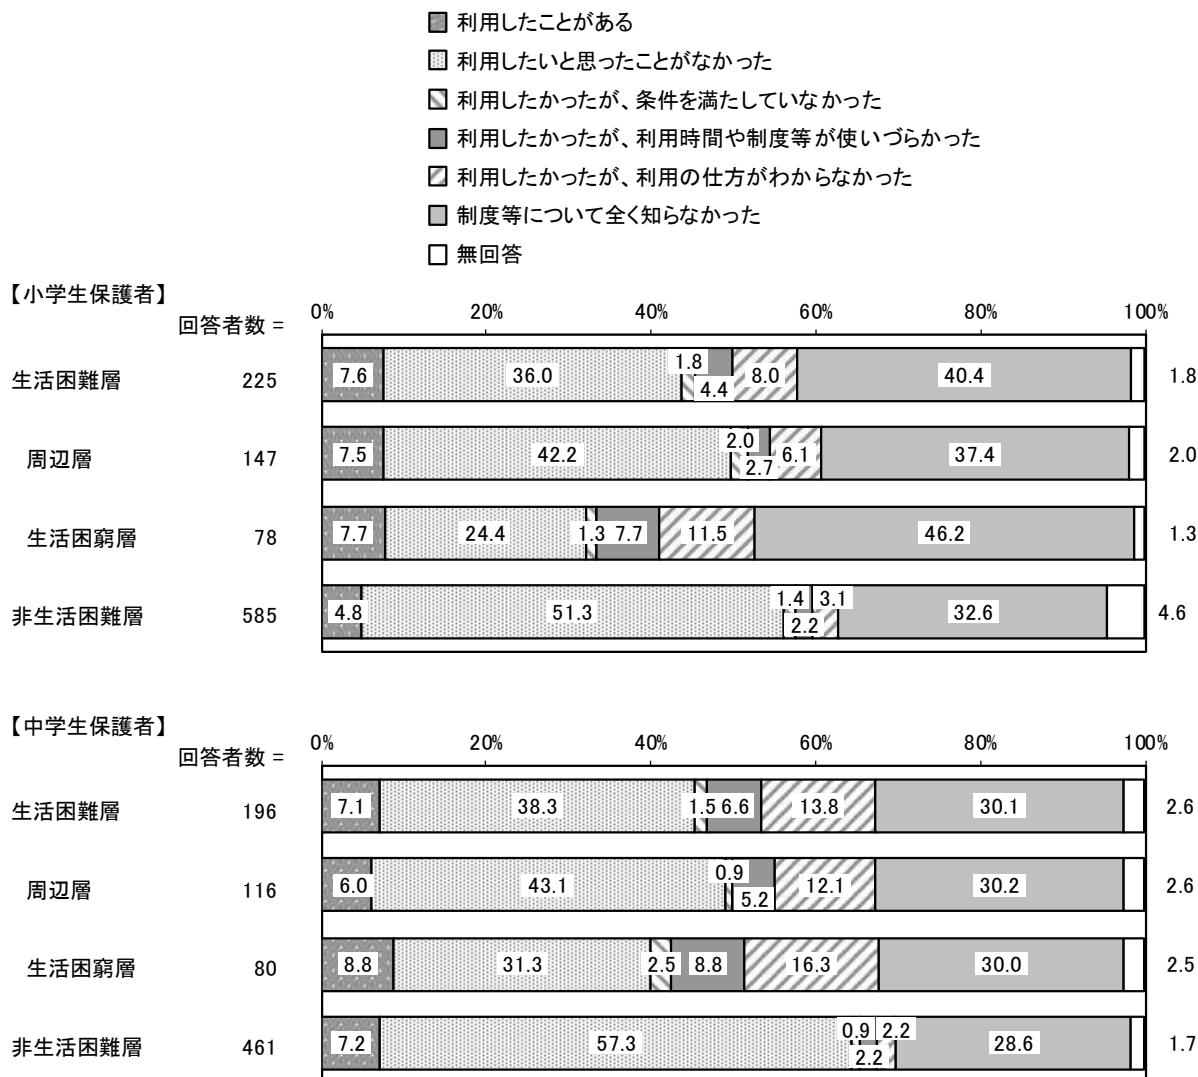 利用したことがある
利用したいと思ったことがなかった
利用したかったが、条件を満たしていなかった
利用したかったが、利用時間や制度等が使いづらかった
利用したかったが、利用の仕方がわからなかった
制度等について全く知らなかった
無回答
【小学生保護者】
回答者数 = 0% 20% 40% 60% 80% 100%
生活困難層 225 7.6 36.0 1.8 4.4 8.0 40.4 1.8
周辺層 147 7.5 42.2 2.0 2.7 6.1 37.4 2.0
生活困窮層 78 7.7 24.4 1.3 7.7 11.5 46.2 1.3
非生活困難層 585 4.8 51.3 1.4 2.2 3.1 32.6 4.6
【中学生保護者】
回答者数 = 0% 20% 40% 60% 80% 100%
生活困難層 196 7.1 38.3 1.5 6.6 13.8 30.1 2.6
周辺層 116 6.0 43.1 0.9 5.2 12.1 30.2 2.6
生活困窮層 80 8.8 31.3 2.5 8.8 16.3 30.0 2.5
非生活困難層 461 7.2 57.3 0.9 2.2 2.2 28.6 1.7